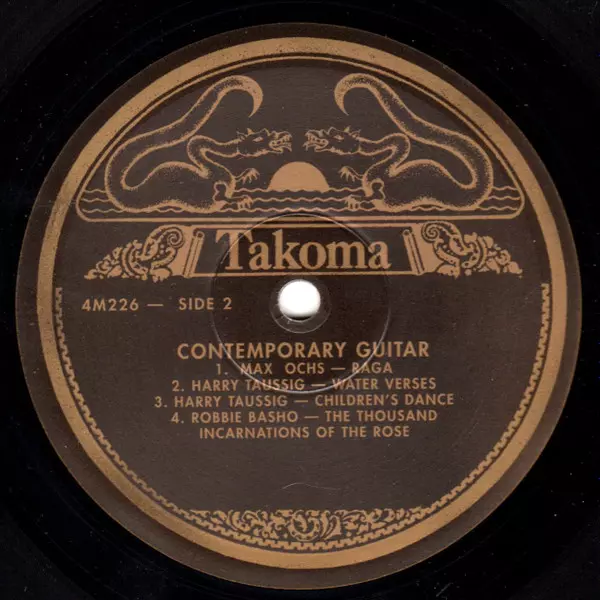 Takoma
4M226 — SIDE 2
CONTEMPORARY GUITAR
1. MAX OCHS — RAGA
2. HARRY TAUSSIG — WATER VERSES
3. HARRY TAUSSIG — CHILDREN'S DANCE
4. ROBBIE BASHO — THE THOUSAND
INCARNATIONS OF THE ROSE